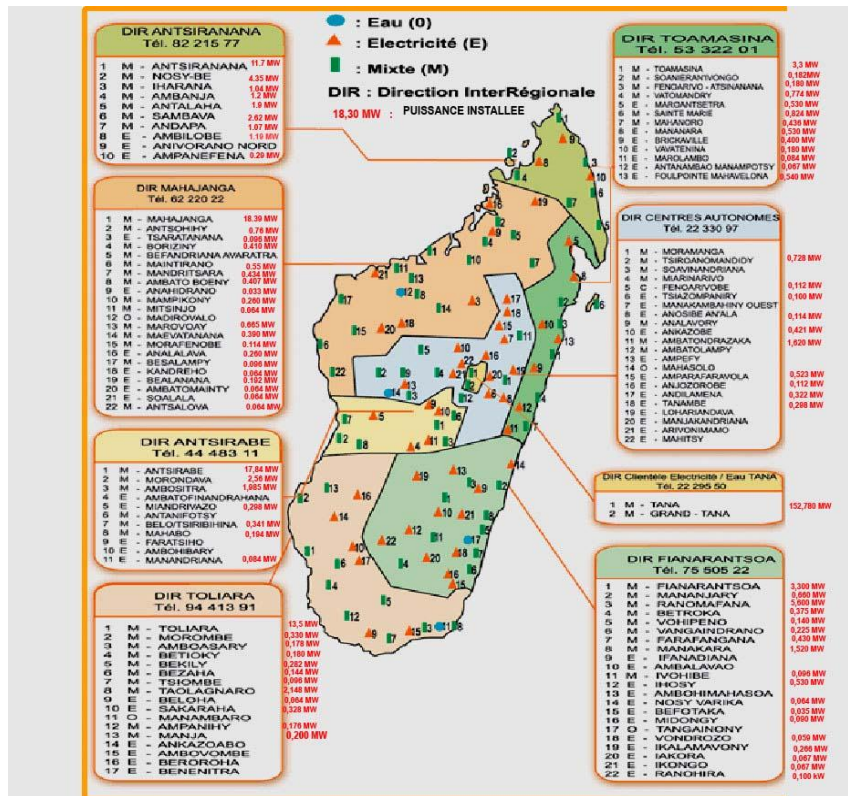 DIR ANTSIRANANA
Tél. 82 215 77
1 M - ANTSIRANANA 11.7 MW
2 M - NOSY-BE 4.35 MW
3 M - IHARANA 1.04 MW
4 M - AMBANJA 1.2 MW
5 M - ANTALAHA 1.9 MW
6 M - SAMBAVA 2.62 MW
7 M - ANDAPA 1.07 MW
8 E - AMBILOBE 1.19 MW
9 E - ANIVORANO NORD
10 E - AMPANEFENA 0.29 MW
: Eau (0)
: Electricité (E)
: Mixte (M)
DIR : Direction InterRégionale
18,30 MW : PUISSANCE INSTALLEE
DIR TOAMASINA
Tél. 53 322 01
1 M - TOAMASINA 3,3 MW
2 M - SOANIERANIVONGO 0,182MW
3 M - FENOARIVO - ATSINANANA 0,180 MW
4 M - VATOMANDRY 0,774 MW
5 E - MAROANTSETRA 0,530 MW
6 M - SAINTE MARIE 0,824 MW
7 M - MAHANORO 0,436 MW
8 E - MANANARA 0,530 MW
9 E - BRICKAVILLE 0,400 MW
10 E - VAVATENINA 0,180 MW
11 E - MAROLAMBO 0,084 MW
12 E - ANTANAMBAO MANAMPOTSY 0,067 MW
13 E - FOULPOINTE MAHAVELONA 0,540 MW
DIR MAHAJANGA
Tél. 62 220 22
1 M - MAHAJANGA 18.39 MW
2 M - ANTSOHIHY 0.76 MW
3 E - TSARATANANA 0.096 MW
4 M - BORIZINY 0.410 MW
5 M - BEFANDRIANA AVARATRA
6 M - MAINTIRANO 0.55 MW
7 M - MANDRITSARA 0.434 MW
8 M - AMBATO BOENY 0.407 MW
9 E - ANAHIDRANO 0.033 MW
10 M - MAMPIKONY 0.260 MW
11 M - MITSINJO 0.064 MW
12 O - MADIROVALO
13 M - MAROVOAY 0.665 MW
14 M - MAEVATANANA 0.390 MW
15 M - MORAFENOBE 0.114 MW
16 E - ANALALAVA 0.260 MW
17 M - BESALAMPY 0.096 MW
18 E - KANDREHO 0.064 MW
19 E - BEALANANA 0.192 MW
20 E - AMBATOMAINTY 0.064 MW
21 E - SOALALA 0.064 MW
22 M - ANTSALOVA 0.064 MW
DIR CENTRES AUTONOMES
Tél. 22 330 97
1 M - MORAMANGA
2 M - TSIROANOMANDIDY 0,728 MW
3 M - SOAVINANDRIANA
4 M - MIARINARIVO
5 C - FENOARIVOBE 0,112 MW
6 E - TSIAZOMPANIRY 0,100 MW
7 E - MANAKAMBAHINY OUEST
8 E - ANOSIBE AN'ALA 0,114 MW
9 M - ANALAVORY
10 E - ANKAZOBE 0,421 MW
11 M - AMBATONDRAZAKA 1,620 MW
12 M - AMBATOLAMPY
13 E - AMPEFY
14 O - MAHASOLO
15 E - AMPARAFARAVOLA 0,523 MW
16 E - ANJOZOROBE 0,112 MW
17 E - ANDILAMENA 0,322 MW
18 E - TANAMBE 0,288 MW
19 E - LOHARIANDAVA
20 E - MANJAKANDRIANA
21 E - ARIVONIMAMO
22 E - MAHITSY
DIR ANTSIRABE
Tél. 44 483 11
1 M - ANTSIRABE 17,84 MW
2 M - MORONDAVA 2,56 MW
3 M - AMBOSITRA 1,085 MW
4 E - AMBATOFINANDRAHANA
5 E - MIANDRIVAZO 0,298 MW
6 M - ANTANIFOTSY
7 M - BELO/TSIRIBIHINA 0,341 MW
8 M - MAHABO 0,194 MW
9 E - FARATSIHO
10 E - AMBOHIBARY
11 E - MANANDRIANA 0,084 MW
DIR Clientèle Electricité / Eau TANA
Tél. 22 295 50
1 M - TANA 152,780 MW
2 M - GRAND - TANA
DIR TOLIARA
Tél. 94 413 91
1 M - TOLIARA 13,5 MW
2 M - MOROMBE 0,330 MW
3 M - AMBOASARY 0,178 MW
4 M - BETIOKY 0,180 MW
5 M - BEKILY 0,282 MW
6 M - BEZAHA 0,144 MW
7 M - TSIOMBE 0,096 MW
8 M - TAOLAGNARO 2,148 MW
9 E - BELOHA 0,064 MW
10 E - SAKARAHA 0,328 MW
11 O - MANAMBARO
12 M - AMPANIHY 0,176 MW
13 M - MANJA 0,200 MW
14 E - ANKAZOABO
15 E - AMBOVOMBE
16 E - BEROROHA
17 E - BENENITRA
DIR FIANARANTSOA
Tél. 75 505 22
1 M - FIANARANTSOA 3,300 MW
2 M - MANANJARY 0,660 MW
3 M - RANOMAFANA 5,600 MW
4 M - BETROKA 0,375 MW
5 M - VOHIPENO 0,140 MW
6 M - VANGAINDRANO 0,225 MW
7 M - FARAFANGANA 0,430 MW
8 M - MANAKARA 1,520 MW
9 E - IFANADIANA
10 E - AMBALAVAO
11 M - IVOHIBE 0,096 MW
12 E - IHOSY 0,530 MW
13 E - AMBOHIMAHASOA
14 E - NOSY VARIKA 0,064 MW
15 E - BEFOTAKA 0,035 MW
16 E - MIDONGY 0,090 MW
17 O - TANGAINONY
18 E - VONDROZO 0,059 MW
19 E - IKALAMAVONY 0,266 MW
20 E - IAKORA 0,067 MW
21 E - IKONGO 0,067 MW
22 E - RANOHIRA 0,100 kW